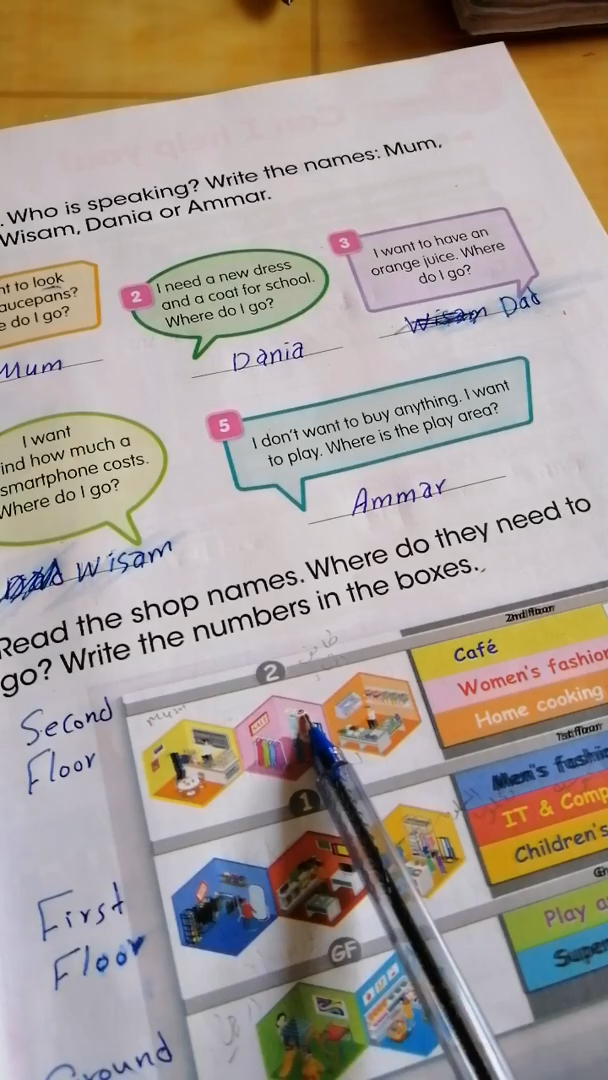 . Who is speaking? Write the names: Mum,
Wisam, Dania or Ammar.
nt to look
aucepans?
e do I go?
Mum
2
I need a new dress
and a coat for school.
Where do I go?
Dania
3
I want to have an
orange juice. Where
do I go?
Wisam Dad
I want
ind how much a
smartphone costs.
Where do I go?
Wisam
5
I don't want to buy anything. I want
to play. Where is the play area?
Ammar
Read the shop names. Where do they need to
go? Write the numbers in the boxes.
Second
Floor
2
Mum
SALE
2nd floor
Café
Women's fashion
Home cooking
First
Floor
1
1st floor
Men's fashio
IT & Comp
Children's
Ground
GF
Play a
Supe